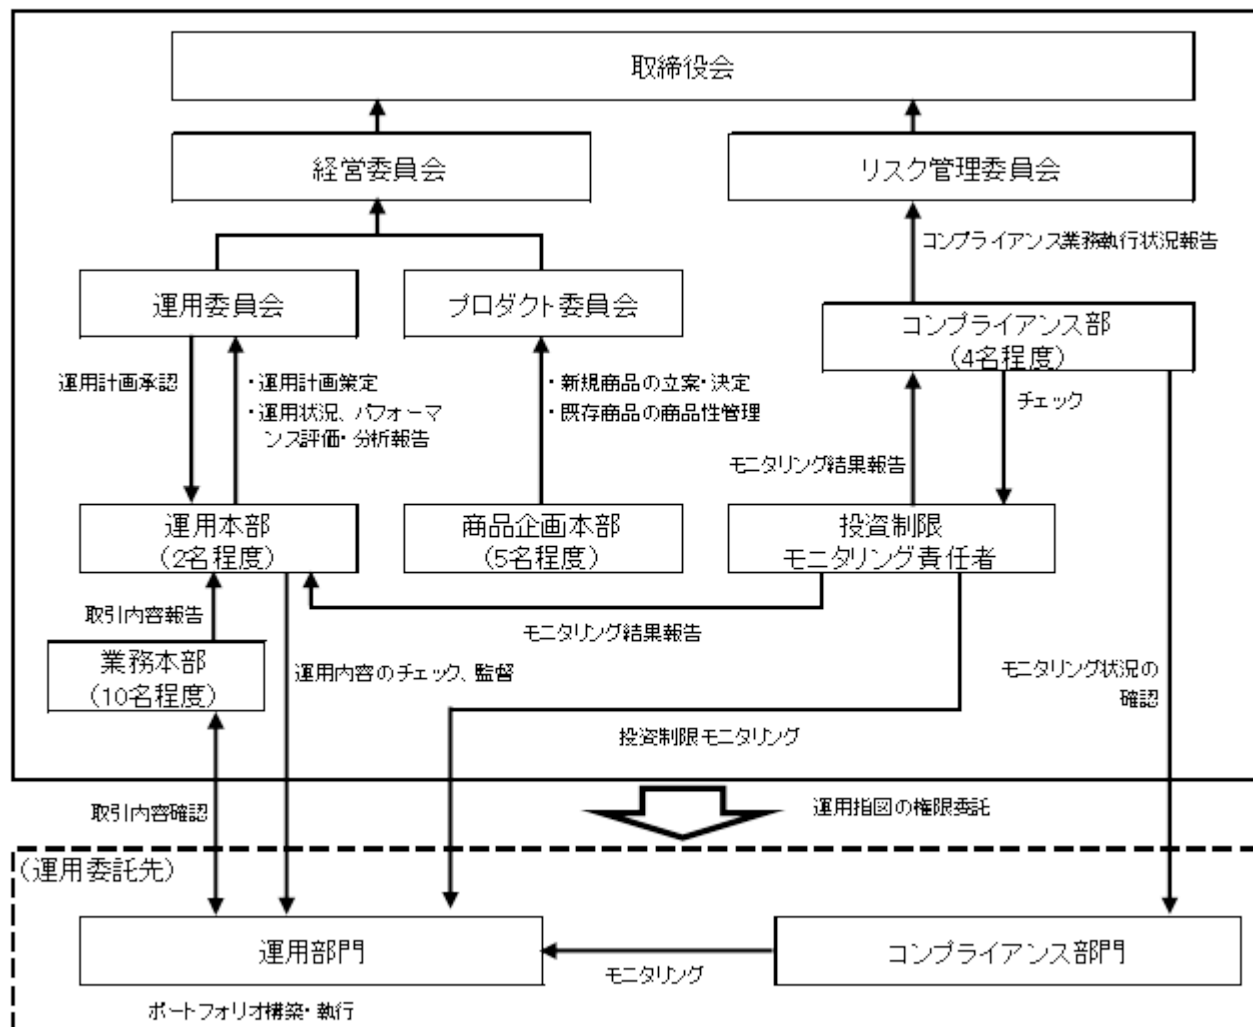 取締役会
経営委員会
リスク管理委員会
コンプライアンス業務執行状況報告
運用委員会
プロダクト委員会
コンプライアンス部
(4名程度)
運用計画承認
・運用計画策定
・運用状況、パフォーマ
ンス評価・分析報告
・新規商品の立案・決定
・既存商品の商品性管理
チェック
モニタリング結果報告
運用本部
(2名程度)
商品企画本部
(5名程度)
投資制限
モニタリング責任者
取引内容報告
モニタリング結果報告
業務本部
(10名程度)
運用内容のチェック、監督
モニタリング状況の
確認
投資制限モニタリング
取引内容確認
運用指図の権限委託
(運用委託先)
運用部門
コンプライアンス部門
モニタリング
ポートフォリオ構築・執行